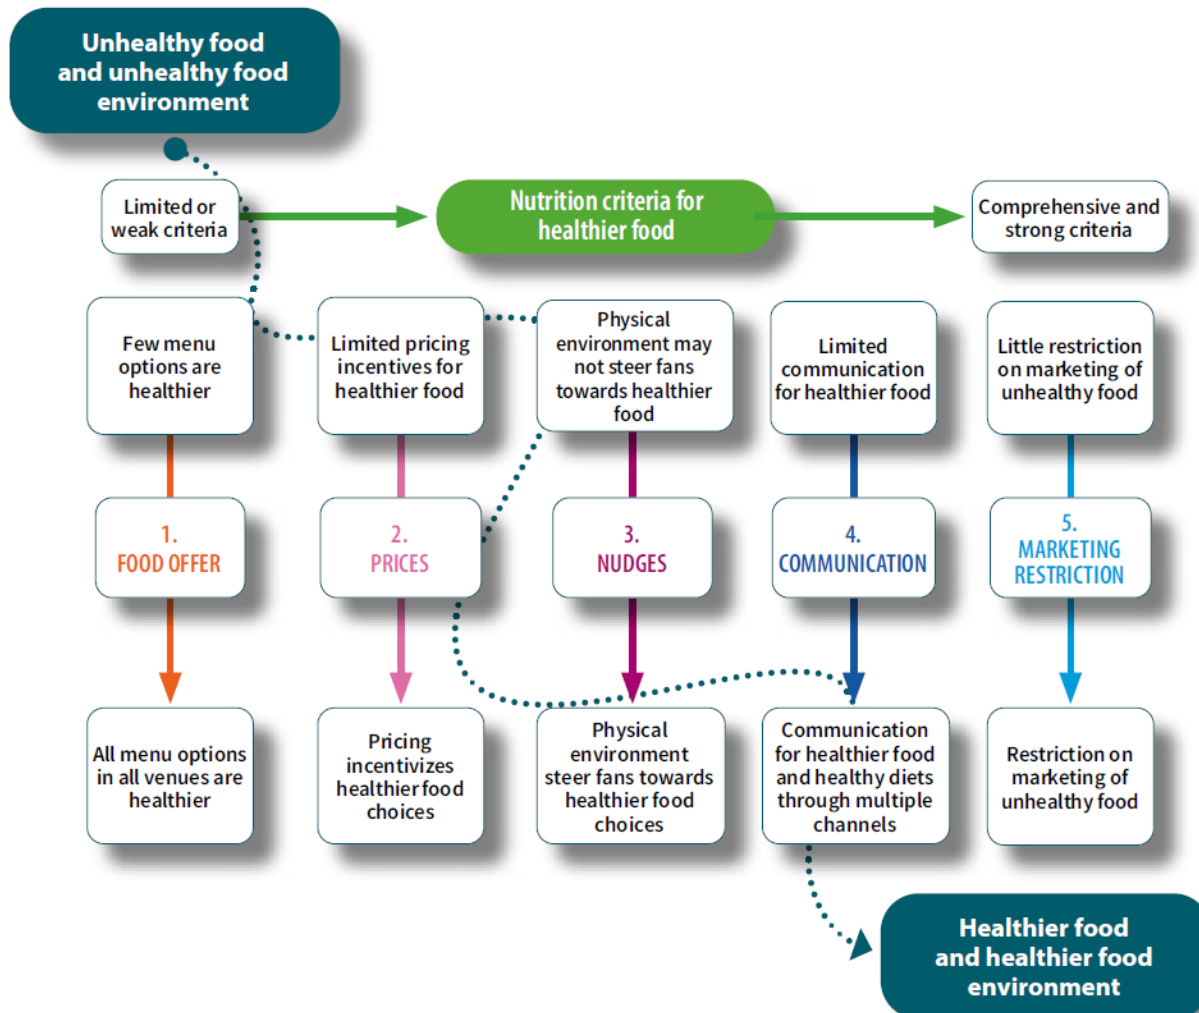 Unhealthy food
and unhealthy food
environment
Limited or
weak criteria
Nutrition criteria for
healthier food
Comprehensive and
strong criteria
Few menu
options are
healthier
Limited pricing
incentives for
healthier food
Physical
environment may
not steer fans
towards healthier
food
Limited
communication
for healthier food
Little restriction
on marketing of
unhealthy food
1.
FOOD OFFER
2.
PRICES
3.
NUDGES
4.
COMMUNICATION
5.
MARKETING
RESTRICTION
All menu options
in all venues are
healthier
Pricing
incentivizes
healthier food
choices
Physical
environment
steer fans towards
healthier food
choices
Communication
for healthier food
and healthy diets
through multiple
channels
Restriction on
marketing of
unhealthy food
Healthier food
and healthier food
environment